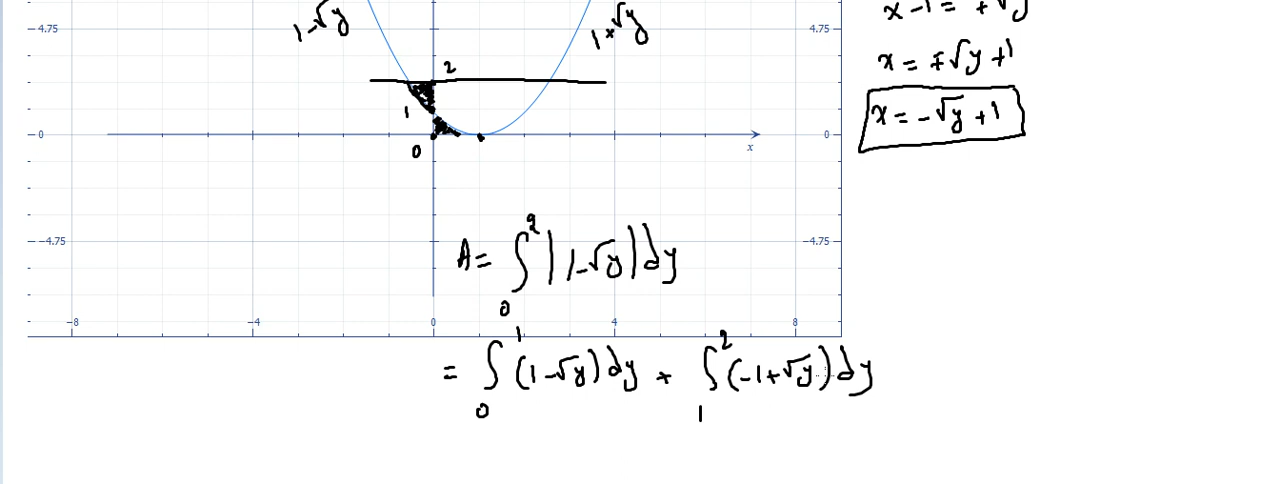 1-√y
1+√y
x-1 = +√y
4.75
4.75
x = ∓√y +1
2
1
x = -√y +1
0
0
0
x
A = ∫₀² |1-√y| dy
-4.75
-4.75
-8
-4
0
4
8
= ∫₀¹ (1-√y) dy + ∫₁² (-1+√y) dy